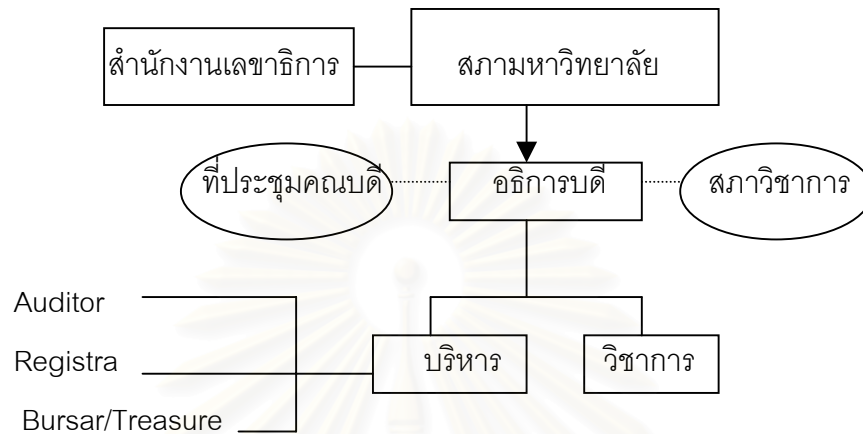 สำนักงานเลขาธิการ
สภามหาวิทยาลัย
ที่ประชุมคณบดี
อธิการบดี
สภาวิชาการ
Auditor
Registra
บริหาร
วิชาการ
Bursar/Treasure